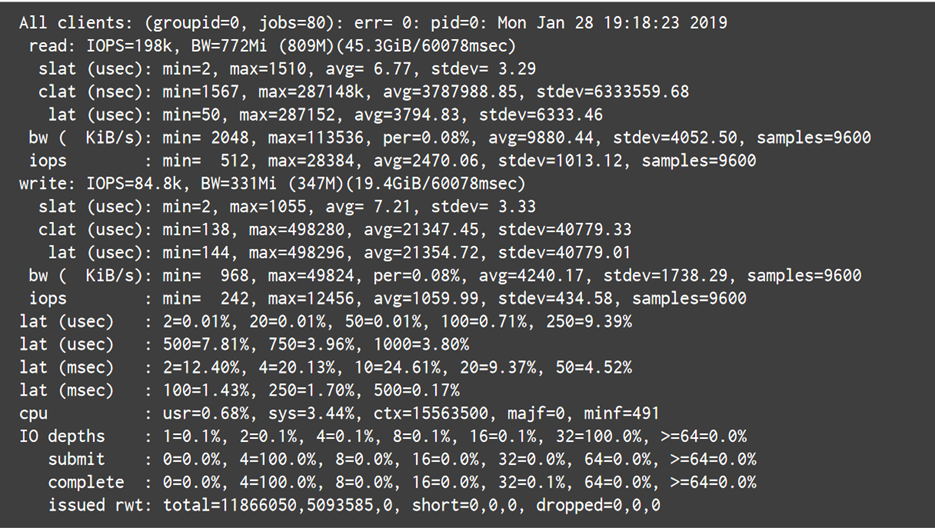 All clients: (groupid=0, jobs=80): err= 0: pid=0: Mon Jan 28 19:18:23 2019
read: IOPS=198k, BW=772Mi (809M)(45.3GiB/60078msec)
slat (usec): min=2, max=1510, avg= 6.77, stdev= 3.29
clat (nsec): min=1567, max=287148k, avg=3787988.85, stdev=6333559.68
lat (usec): min=50, max=287152, avg=3794.83, stdev=6333.46
bw (  KiB/s): min= 2048, max=113536, per=0.08%, avg=9880.44, stdev=4052.50, samples=9600
iops        : min=  512, max=28384, avg=2470.06, stdev=1013.12, samples=9600
write: IOPS=84.8k, BW=331Mi (347M)(19.4GiB/60078msec)
slat (usec): min=2, max=1055, avg= 7.21, stdev= 3.33
clat (usec): min=138, max=498280, avg=21347.45, stdev=40779.33
lat (usec): min=144, max=498296, avg=21354.72, stdev=40779.01
bw (  KiB/s): min=  968, max=49824, per=0.08%, avg=4240.17, stdev=1738.29, samples=9600
iops        : min=  242, max=12456, avg=1059.99, stdev=434.58, samples=9600
lat (usec)   : 2=0.01%, 20=0.01%, 50=0.01%, 100=0.71%, 250=9.39%
lat (usec)   : 500=7.81%, 750=3.96%, 1000=3.80%
lat (msec)   : 2=12.40%, 4=20.13%, 10=24.61%, 20=9.37%, 50=4.52%
lat (msec)   : 100=1.43%, 250=1.70%, 500=0.17%
cpu          : usr=0.68%, sys=3.44%, ctx=15563500, majf=0, minf=491
IO depths    : 1=0.1%, 2=0.1%, 4=0.1%, 8=0.1%, 16=0.1%, 32=100.0%, >=64=0.0%
submit    : 0=0.0%, 4=100.0%, 8=0.0%, 16=0.0%, 32=0.0%, 64=0.0%, >=64=0.0%
complete  : 0=0.0%, 4=100.0%, 8=0.0%, 16=0.0%, 32=0.1%, 64=0.0%, >=64=0.0%
issued rwt: total=11866050,5093585,0, short=0,0,0, dropped=0,0,0